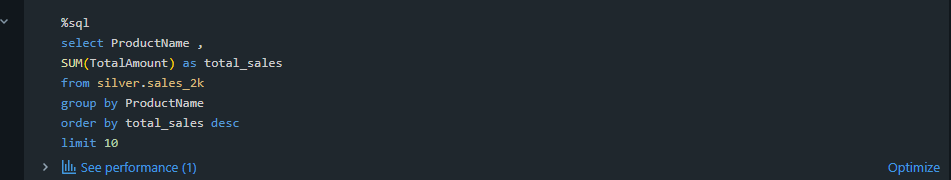 %sql
select ProductName ,
SUM(TotalAmount) as total_sales
from silver.sales_2k
group by ProductName
order by total_sales desc
limit 10
See performance (1) Optimize